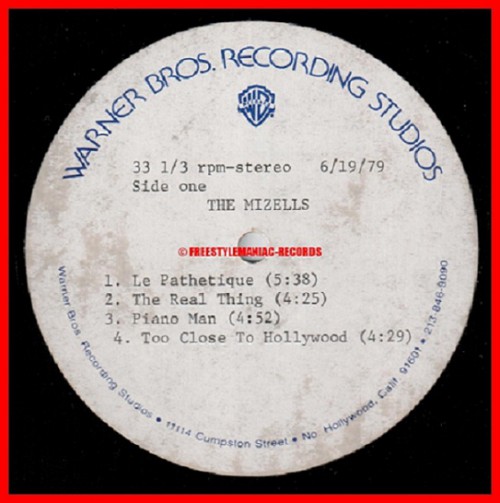 WARNER BROS. RECORDING STUDIOS
33 1/3 rpm-stereo 6/19/79
Side one
THE MIZELLS
© FREESTYLEMANIAC-RECORDS
1. Le Pathetique (5:38)
2. The Real Thing (4:25)
3. Piano Man (4:52)
4. Too Close To Hollywood (4:29)
Warner Bros. Recording Studios • 11114 Cumpston Street • No. Hollywood, Calif. 91601 • 213-846-9090